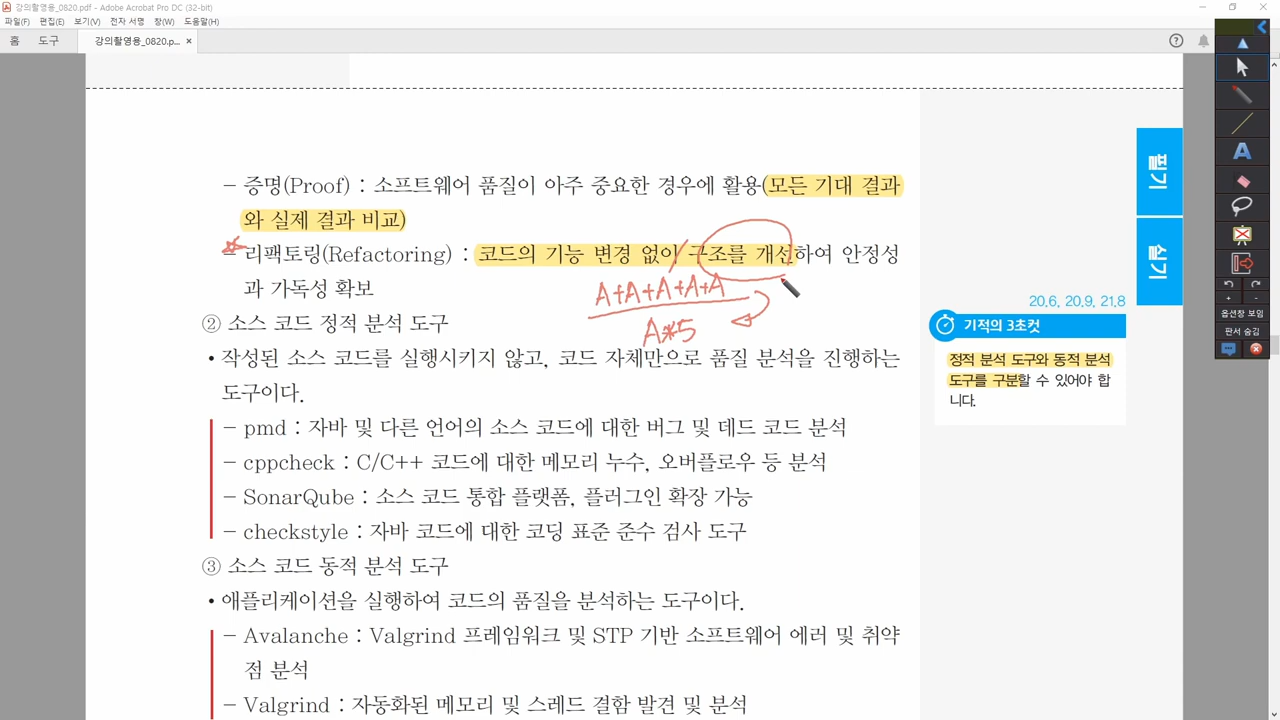 강의촬영용_0820.pdf - Adobe Acrobat Pro DC (32-bit)
파일(F) 편집(E) 보기(V) 전자 서명 창(W) 도움말(H)
홈 도구 강의촬영용_0820.p... ×
– 증명(Proof) : 소프트웨어 품질이 아주 중요한 경우에 활용(모든 기대 결과
와 실제 결과 비교)
– 리팩토링(Refactoring) : 코드의 기능 변경 없이 구조를 개선하여 안정성
과 가독성 확보
A+A+A+A+A
A*5
② 소스 코드 정적 분석 도구
• 작성된 소스 코드를 실행시키지 않고, 코드 자체만으로 품질 분석을 진행하는
도구이다.
– pmd : 자바 및 다른 언어의 소스 코드에 대한 버그 및 데드 코드 분석
– cppcheck : C/C++ 코드에 대한 메모리 누수, 오버플로우 등 분석
– SonarQube : 소스 코드 통합 플랫폼, 플러그인 확장 가능
– checkstyle : 자바 코드에 대한 코딩 표준 준수 검사 도구
③ 소스 코드 동적 분석 도구
• 애플리케이션을 실행하여 코드의 품질을 분석하는 도구이다.
– Avalanche : Valgrind 프레임워크 및 STP 기반 소프트웨어 에러 및 취약
점 분석
– Valgrind : 자동화된 메모리 및 스레드 결함 발견 및 분석
20.6, 20.9, 21.8
기적의 3초컷
정적 분석 도구와 동적 분석
도구를 구분할 수 있어야 합
니다.
필기
실기
A
옵션창 보임
판서 숨김